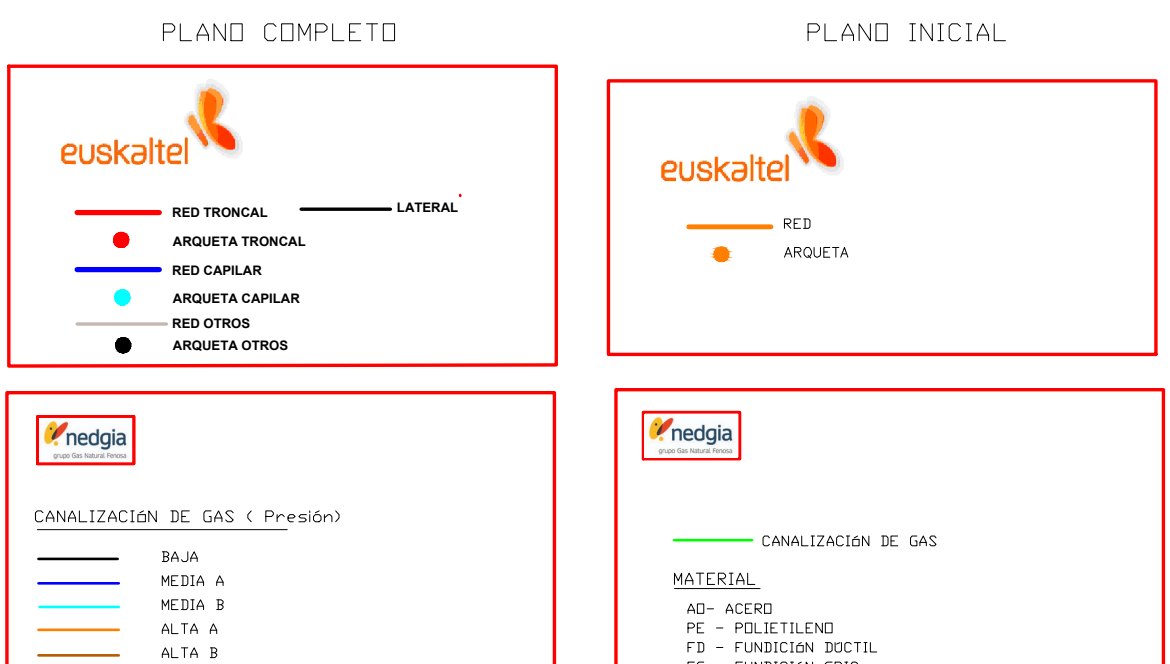 PLANO COMPLETO
euskaltel
RED TRONCAL
LATERAL
ARQUETA TRONCAL
RED CAPILAR
ARQUETA CAPILAR
RED OTROS
ARQUETA OTROS
nedgia
grupo Gas Natural Fenosa
CANALIZACIóN DE GAS ( Presión)
BAJA
MEDIA A
MEDIA B
ALTA A
ALTA B
PLANO INICIAL
euskaltel
RED
ARQUETA
nedgia
grupo Gas Natural Fenosa
CANALIZACIóN DE GAS
MATERIAL
AO- ACERO
PE - POLIETILENO
FD - FUNDICIóN DÚCTIL